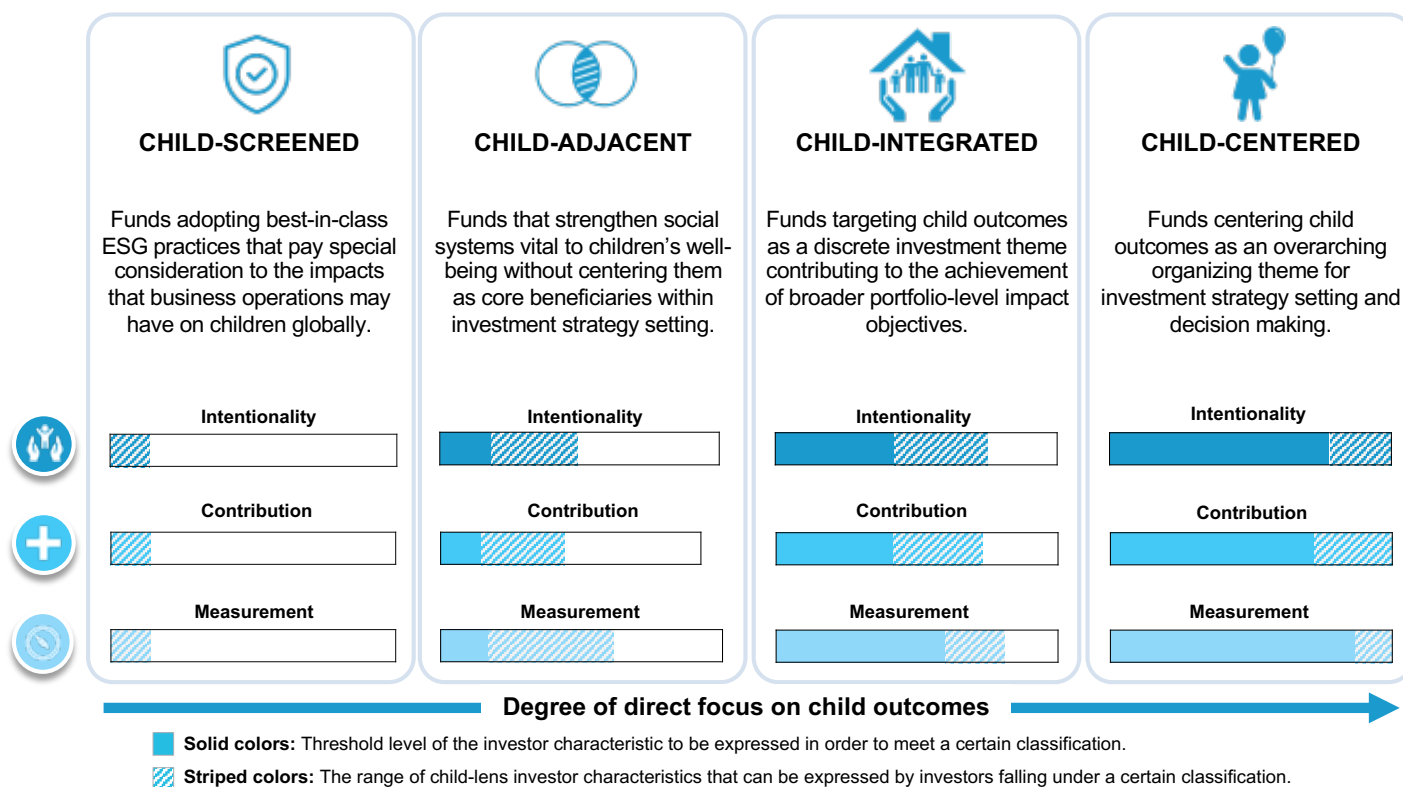 CHILD-SCREENED
Funds adopting best-in-class
ESG practices that pay special
consideration to the impacts
that business operations may
have on children globally.
Intentionality
Contribution
Measurement
CHILD-ADJACENT
Funds that strengthen social
systems vital to children’s well-
being without centering them
as core beneficiaries within
investment strategy setting.
Intentionality
Contribution
Measurement
CHILD-INTEGRATED
Funds targeting child outcomes
as a discrete investment theme
contributing to the achievement
of broader portfolio-level impact
objectives.
Intentionality
Contribution
Measurement
CHILD-CENTERED
Funds centering child
outcomes as an overarching
organizing theme for
investment strategy setting and
decision making.
Intentionality
Contribution
Measurement
Degree of direct focus on child outcomes
Solid colors: Threshold level of the investor characteristic to be expressed in order to meet a certain classification.
Striped colors: The range of child-lens investor characteristics that can be expressed by investors falling under a certain classification.